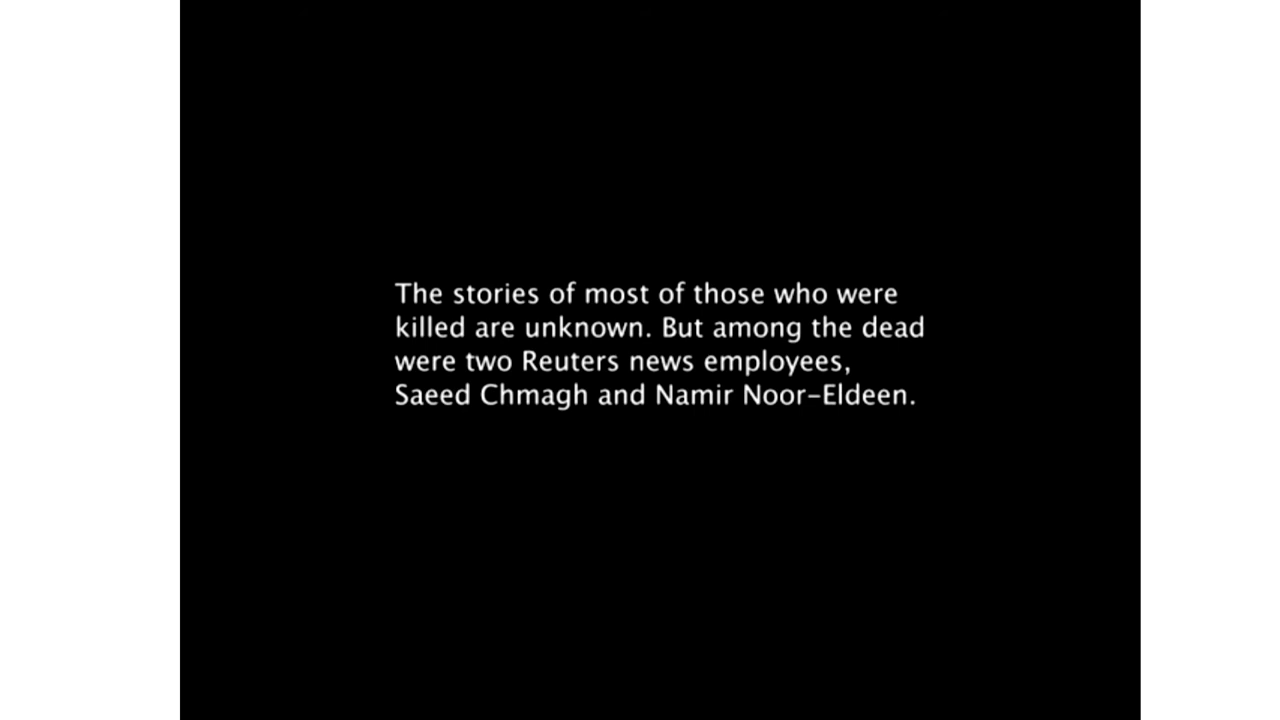 The stories of most of those who were
killed are unknown. But among the dead
were two Reuters news employees,
Saeed Chmagh and Namir Noor-Eldeen.